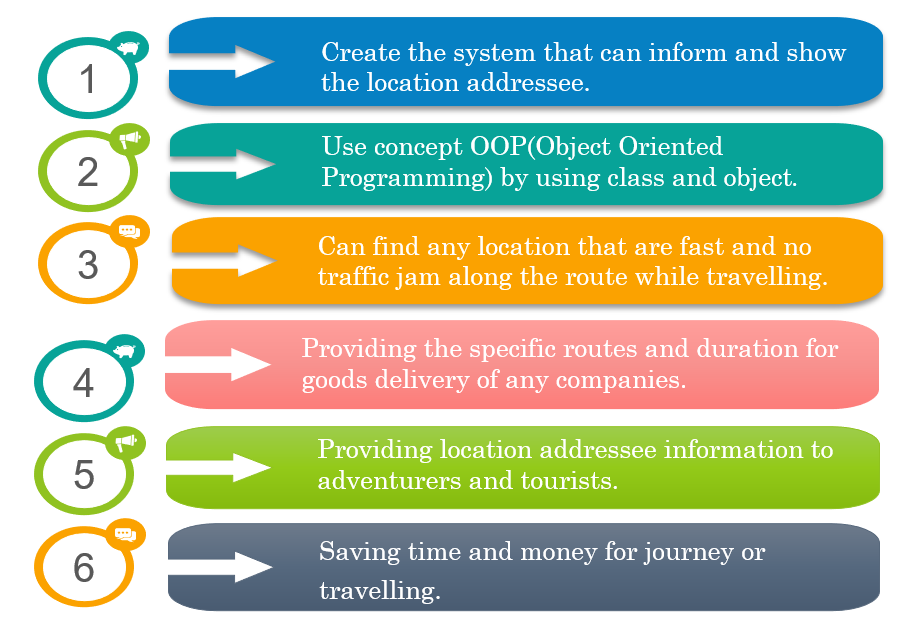 1
Create the system that can inform and show
the location addressee.
2
Use concept OOP(Object Oriented
Programming) by using class and object.
3
Can find any location that are fast and no
traffic jam along the route while travelling.
4
Providing the specific routes and duration for
goods delivery of any companies.
5
Providing location addressee information to
adventurers and tourists.
6
Saving time and money for journey or
travelling.